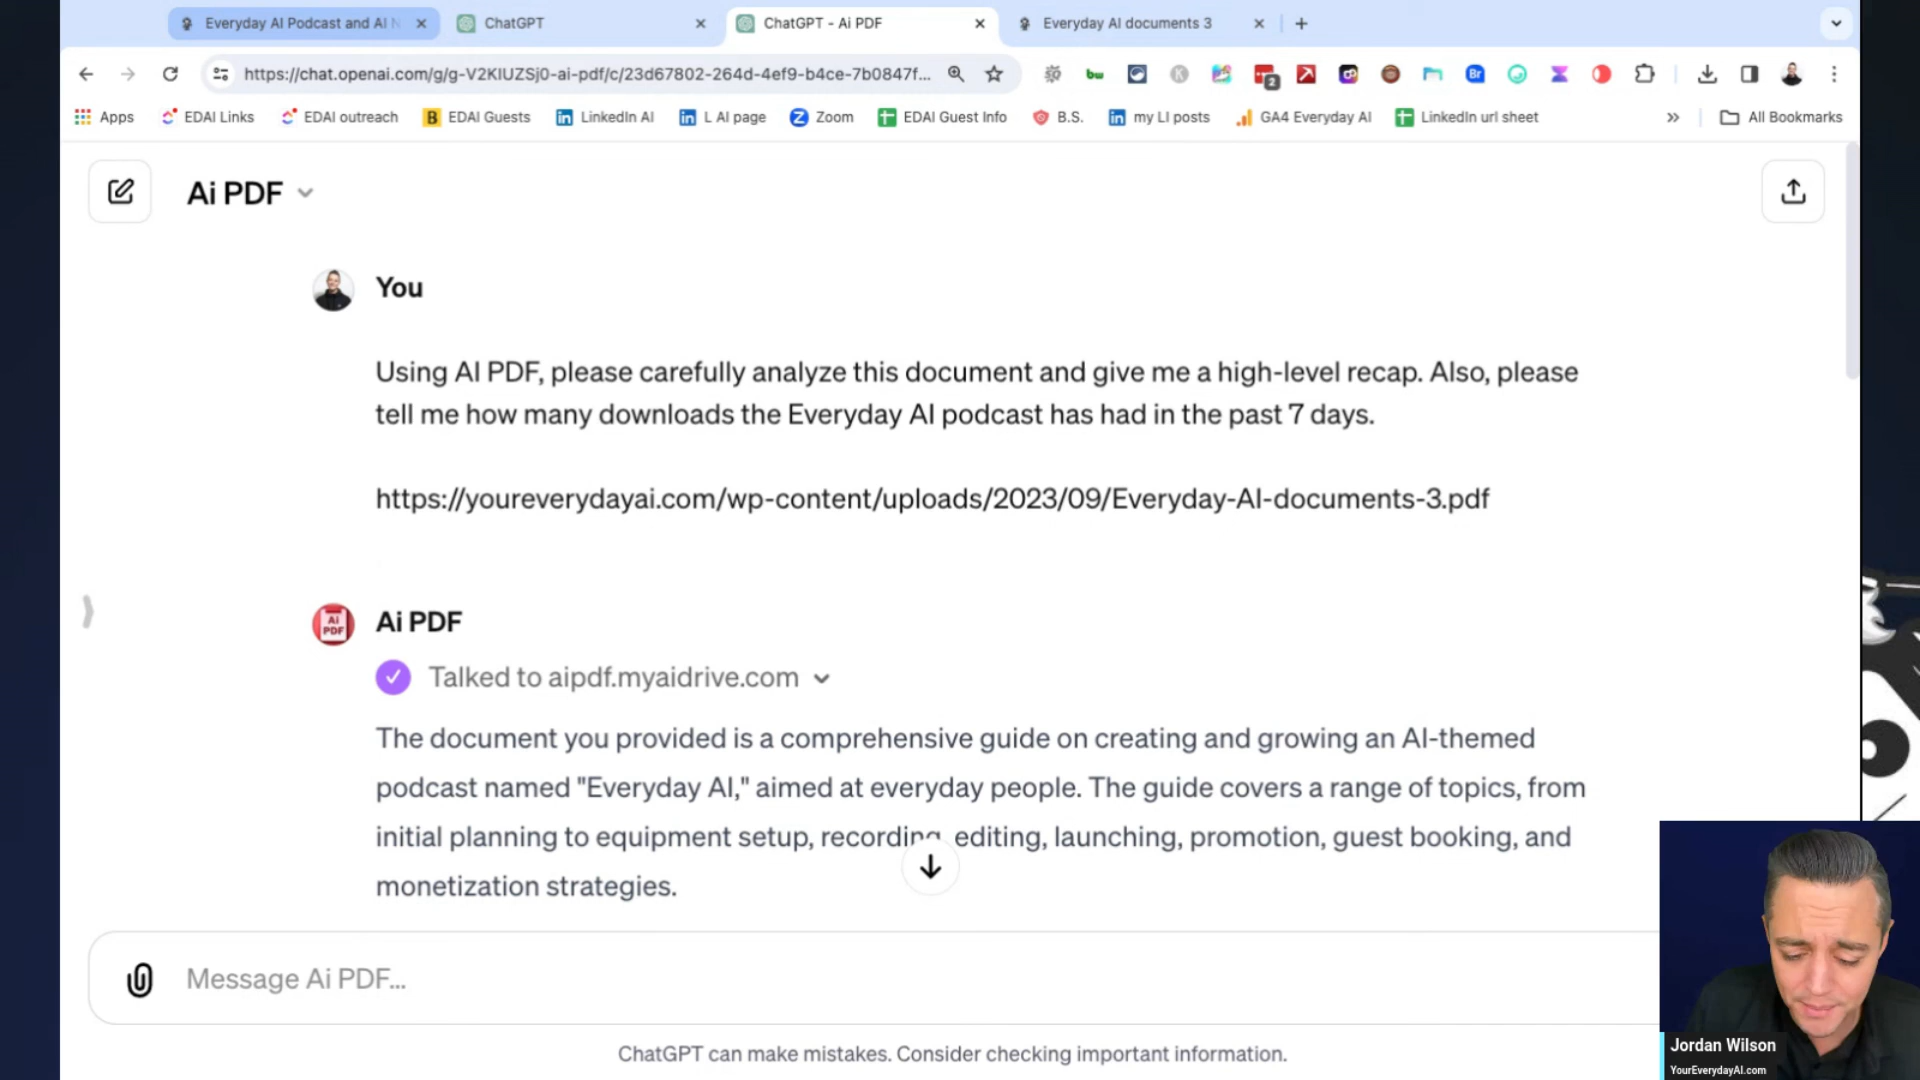 Everyday AI Podcast and AI N
ChatGPT
ChatGPT - Ai PDF
Everyday AI documents 3
https://chat.openai.com/g/g-V2KIUZSj0-ai-pdf/c/23d67802-264d-4ef9-b4ce-7b0847f...
bw
2
Br
Apps
EDAI Links
EDAI outreach
B
EDAI Guests
LinkedIn AI
L AI page
Zoom
EDAI Guest Info
B.S.
my LI posts
GA4 Everyday AI
LinkedIn url sheet
All Bookmarks
Ai PDF
You
Using AI PDF, please carefully analyze this document and give me a high-level recap. Also, please
tell me how many downloads the Everyday AI podcast has had in the past 7 days.
https://youreverydayai.com/wp-content/uploads/2023/09/Everyday-AI-documents-3.pdf
Ai PDF
Ai PDF
Talked to aipdf.myaidrive.com
The document you provided is a comprehensive guide on creating and growing an AI-themed
podcast named "Everyday AI," aimed at everyday people. The guide covers a range of topics, from
initial planning to equipment setup, recording, editing, launching, promotion, guest booking, and
monetization strategies.
Message Ai PDF...
ChatGPT can make mistakes. Consider checking important information.
Jordan Wilson
YourEverydayAI.com